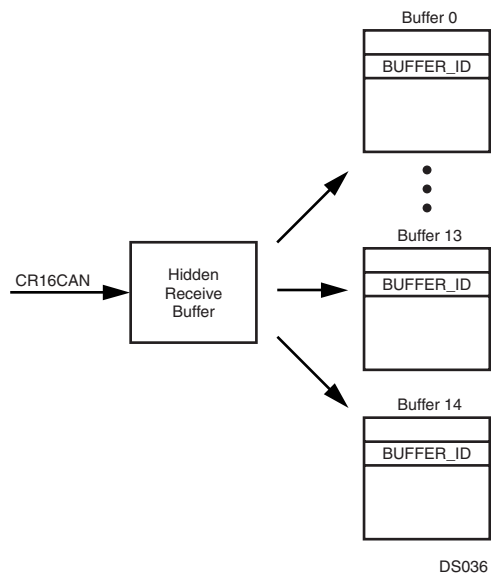 Buffer 0
BUFFER_ID
Buffer 13
BUFFER_ID
CR16CAN
Hidden
Receive
Buffer
Buffer 14
BUFFER_ID
DS036